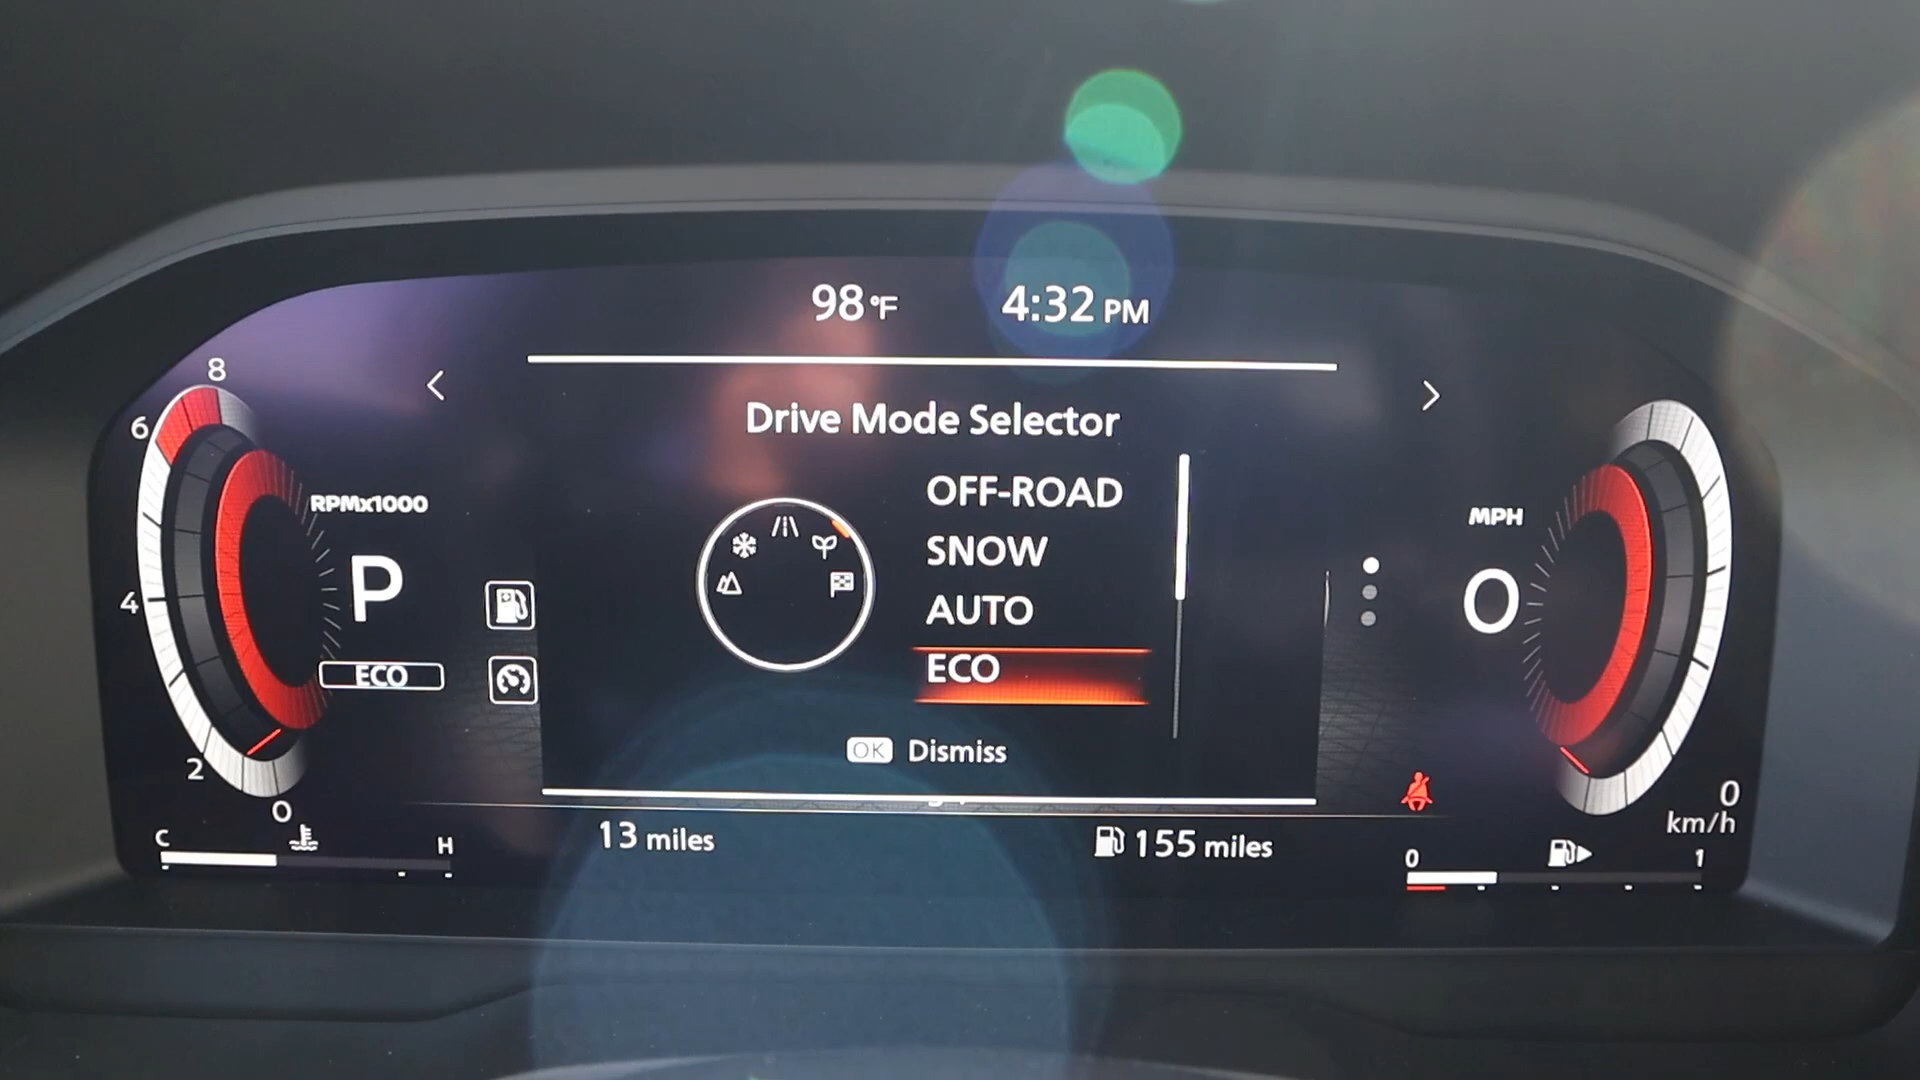 98 °F 4:32 PM
8
6
Drive Mode Selector
OFF-ROAD
RPMx1000
MPH
SNOW
P
0
4
AUTO
ECO
ECO
OK Dismiss
2
0
0
km/h
C H
13 miles
155 miles
0 1